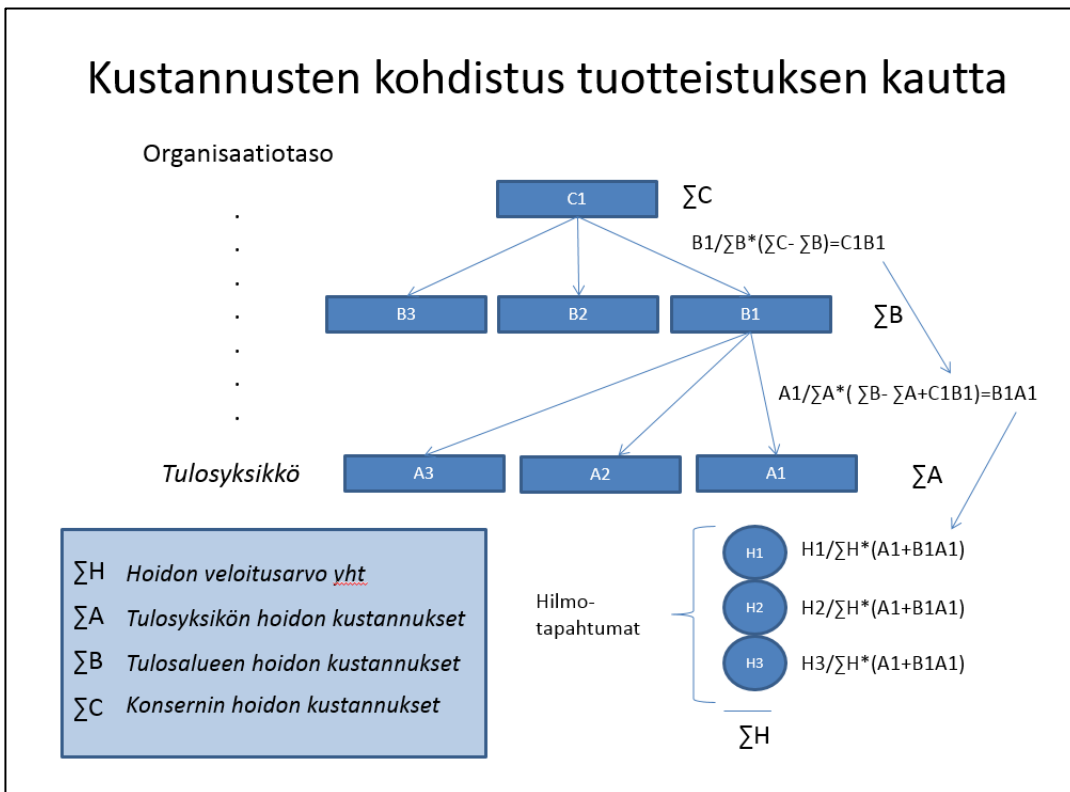 Kustannusten kohdistus tuotteistuksen kautta
Organisaatiotaso
C1
∑C
B1/∑B*(∑C- ∑B)=C1B1
B3
B2
B1
∑B
A1/∑A*( ∑B- ∑A+C1B1)=B1A1
Tulosyksikkö
A3
A2
A1
∑A
∑H Hoidon veloitusarvo yht
∑A Tulosyksikön hoidon kustannukset
∑B Tulosalueen hoidon kustannukset
∑C Konsernin hoidon kustannukset
Hilmo-
tapahtumat
H1 H1/∑H*(A1+B1A1)
H2 H2/∑H*(A1+B1A1)
H3 H3/∑H*(A1+B1A1)
∑H